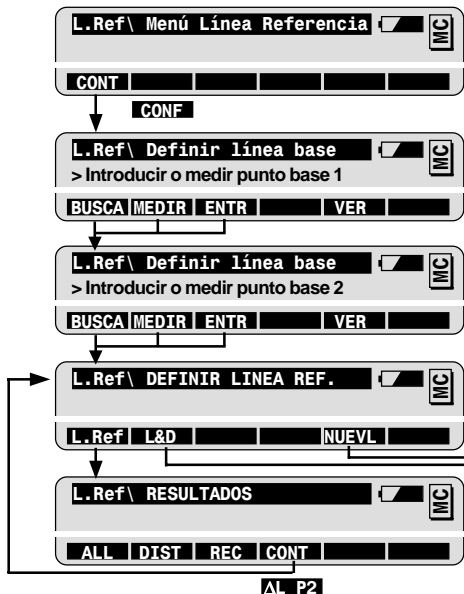 L.Ref\ Menú Línea Referencia MC
CONT
CONF
L.Ref\ Definir línea base MC
> Introducir o medir punto base 1
BUSCA MEDIR ENTR VER
L.Ref\ Definir línea base MC
> Introducir o medir punto base 2
BUSCA MEDIR ENTR VER
L.Ref\ DEFINIR LINEA REF. MC
L.Ref L&D NUEVL
L.Ref\ RESULTADOS MC
ALL DIST REC CONT
ΔL P2